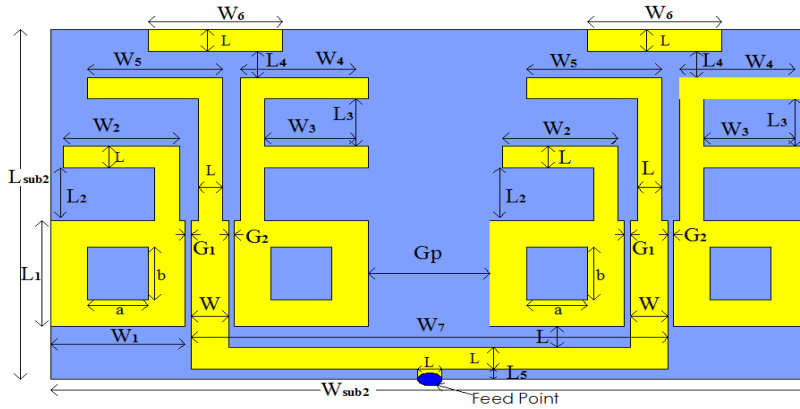 W6 W6
L L
W5 L4 W4 W5 L4 W4
W2 W3 L3 W2 W3 L3
L L
Lsub2 L2 L L2 L
G1 G2 Gp G1 G2
L1 b b
a a
W W7 W
W1 L
L L L5
Wsub2 Feed Point